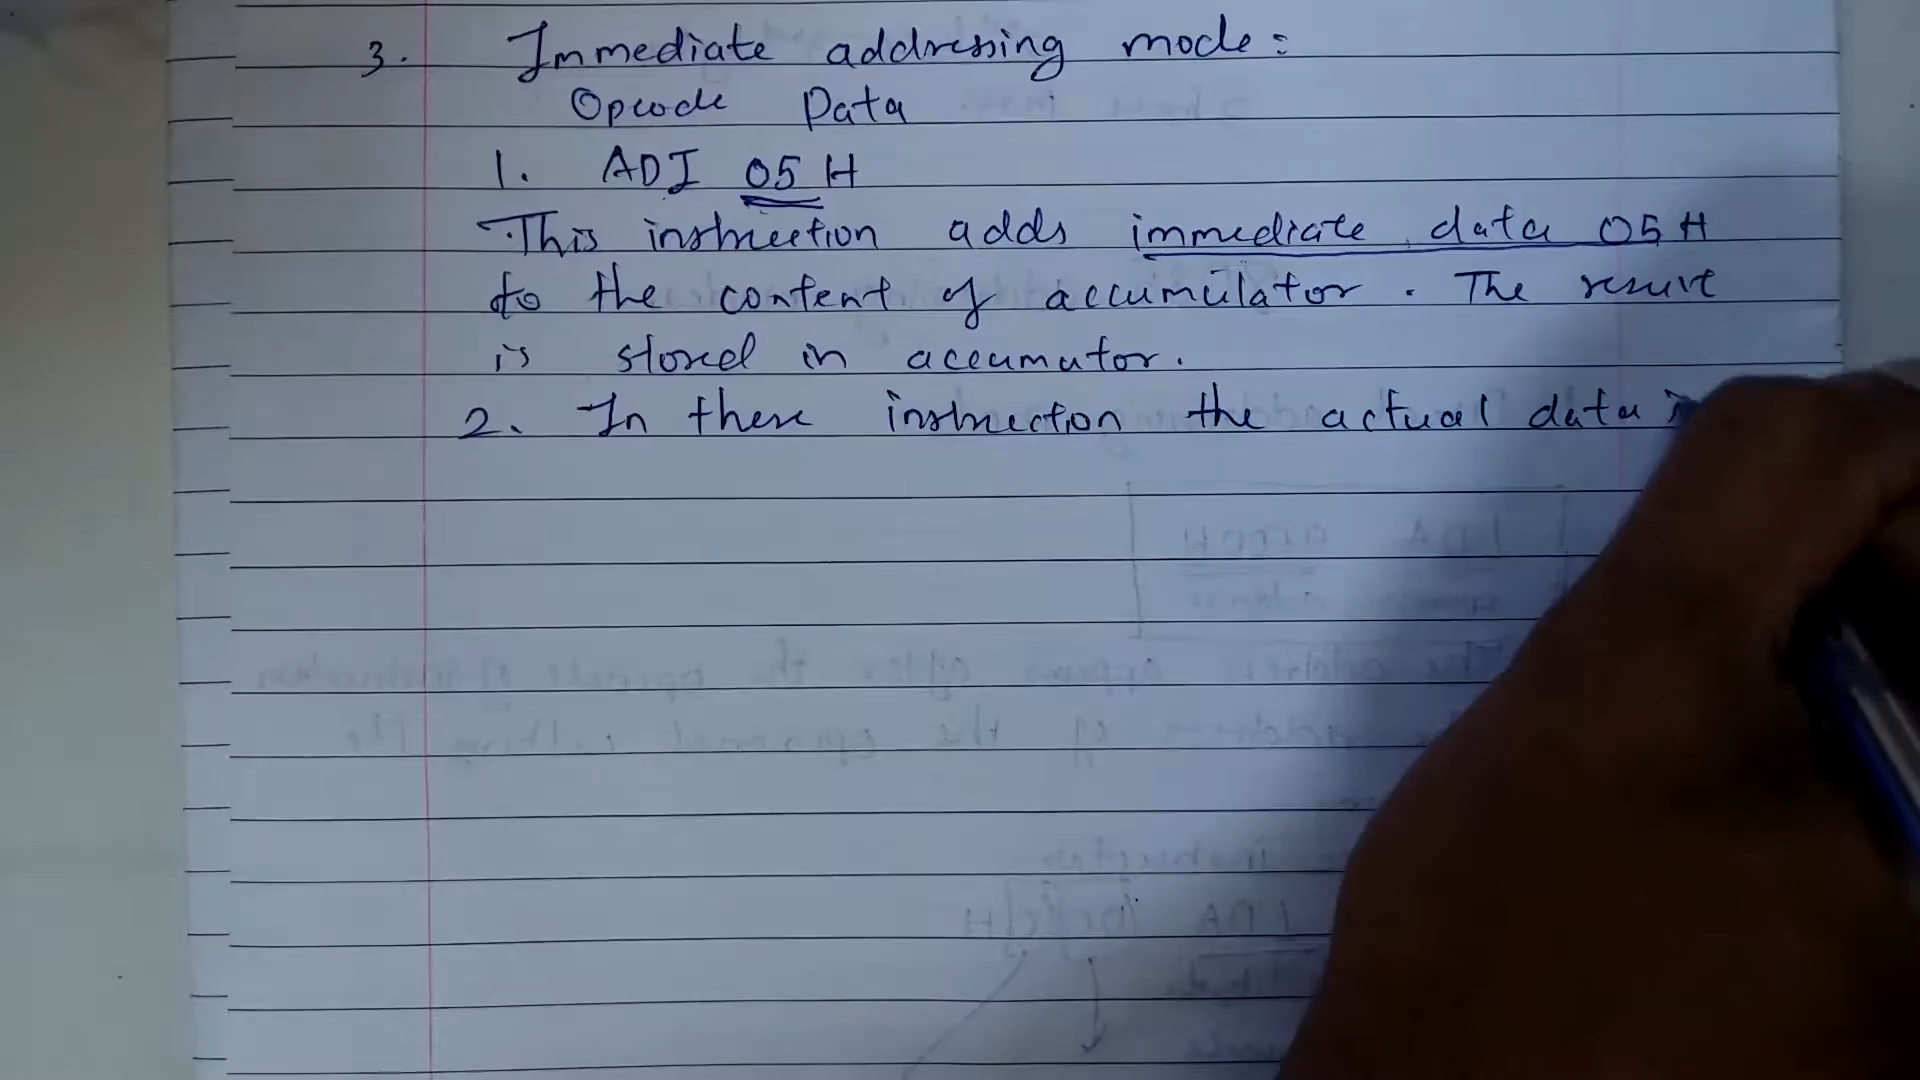 3. Immediate addressing mode:
Opcode Data
1. ADI 05 H
This instruction adds immediate data 05 H
to the content of accumulator. The result
is stored in accumutor.
2. In these instruction the actual data